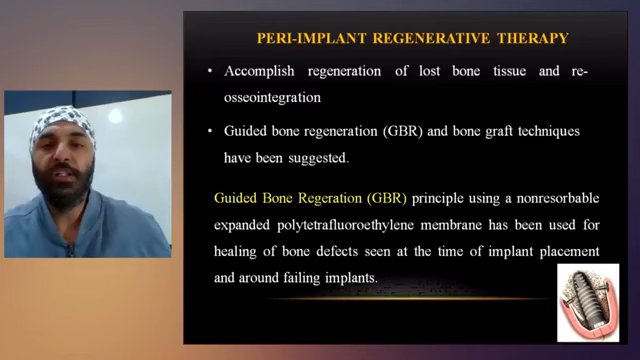 PERI-IMPLANT REGENERATIVE THERAPY
• Accomplish regeneration of lost bone tissue and re-
osseointegration
• Guided bone regeneration (GBR) and bone graft techniques
have been suggested.
Guided Bone Regeration (GBR) principle using a nonresorbable
expanded polytetrafluoroethylene membrane has been used for
healing of bone defects seen at the time of implant placement
and around failing implants.